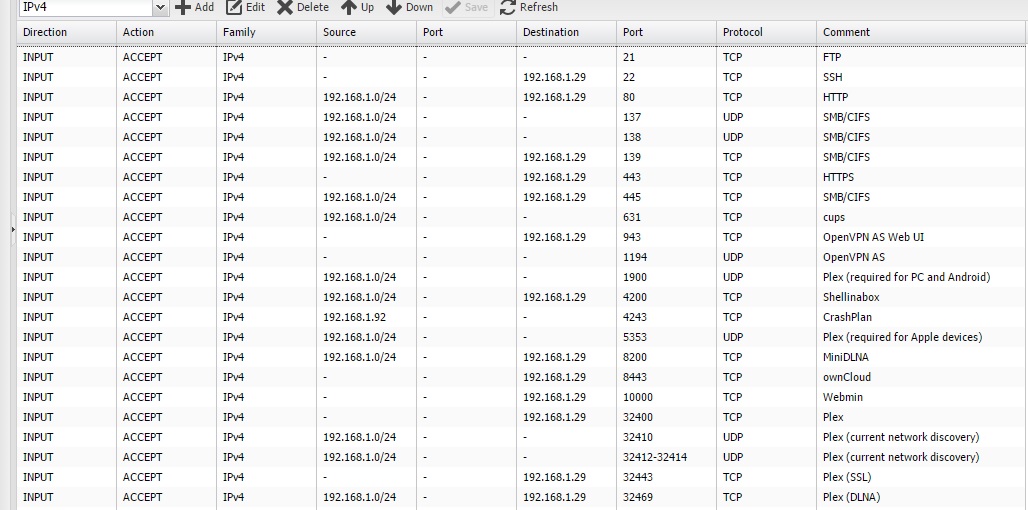 IPv4 Add Edit Delete Up Down Save Refresh
Direction Action Family Source Port Destination Port Protocol Comment
INPUT ACCEPT IPv4 - - - 21 TCP FTP
INPUT ACCEPT IPv4 - - 192.168.1.29 22 TCP SSH
INPUT ACCEPT IPv4 192.168.1.0/24 - 192.168.1.29 80 TCP HTTP
INPUT ACCEPT IPv4 192.168.1.0/24 - - 137 UDP SMB/CIFS
INPUT ACCEPT IPv4 192.168.1.0/24 - - 138 UDP SMB/CIFS
INPUT ACCEPT IPv4 192.168.1.0/24 - 192.168.1.29 139 TCP SMB/CIFS
INPUT ACCEPT IPv4 - - 192.168.1.29 443 TCP HTTPS
INPUT ACCEPT IPv4 192.168.1.0/24 - 192.168.1.29 445 TCP SMB/CIFS
INPUT ACCEPT IPv4 192.168.1.0/24 - - 631 TCP cups
INPUT ACCEPT IPv4 - - 192.168.1.29 943 TCP OpenVPN AS Web UI
INPUT ACCEPT IPv4 - - - 1194 UDP OpenVPN AS
INPUT ACCEPT IPv4 192.168.1.0/24 - - 1900 UDP Plex (required for PC and Android)
INPUT ACCEPT IPv4 192.168.1.0/24 - 192.168.1.29 4200 TCP Shellinabox
INPUT ACCEPT IPv4 192.168.1.92 - - 4243 TCP CrashPlan
INPUT ACCEPT IPv4 192.168.1.0/24 - - 5353 UDP Plex (required for Apple devices)
INPUT ACCEPT IPv4 192.168.1.0/24 - 192.168.1.29 8200 TCP MiniDLNA
INPUT ACCEPT IPv4 - - 192.168.1.29 8443 TCP ownCloud
INPUT ACCEPT IPv4 - - 192.168.1.29 10000 TCP Webmin
INPUT ACCEPT IPv4 - - 192.168.1.29 32400 TCP Plex
INPUT ACCEPT IPv4 192.168.1.0/24 - - 32410 UDP Plex (current network discovery)
INPUT ACCEPT IPv4 192.168.1.0/24 - - 32412-32414 UDP Plex (current network discovery)
INPUT ACCEPT IPv4 - - 192.168.1.29 32443 TCP Plex (SSL)
INPUT ACCEPT IPv4 192.168.1.0/24 - 192.168.1.29 32469 TCP Plex (DLNA)